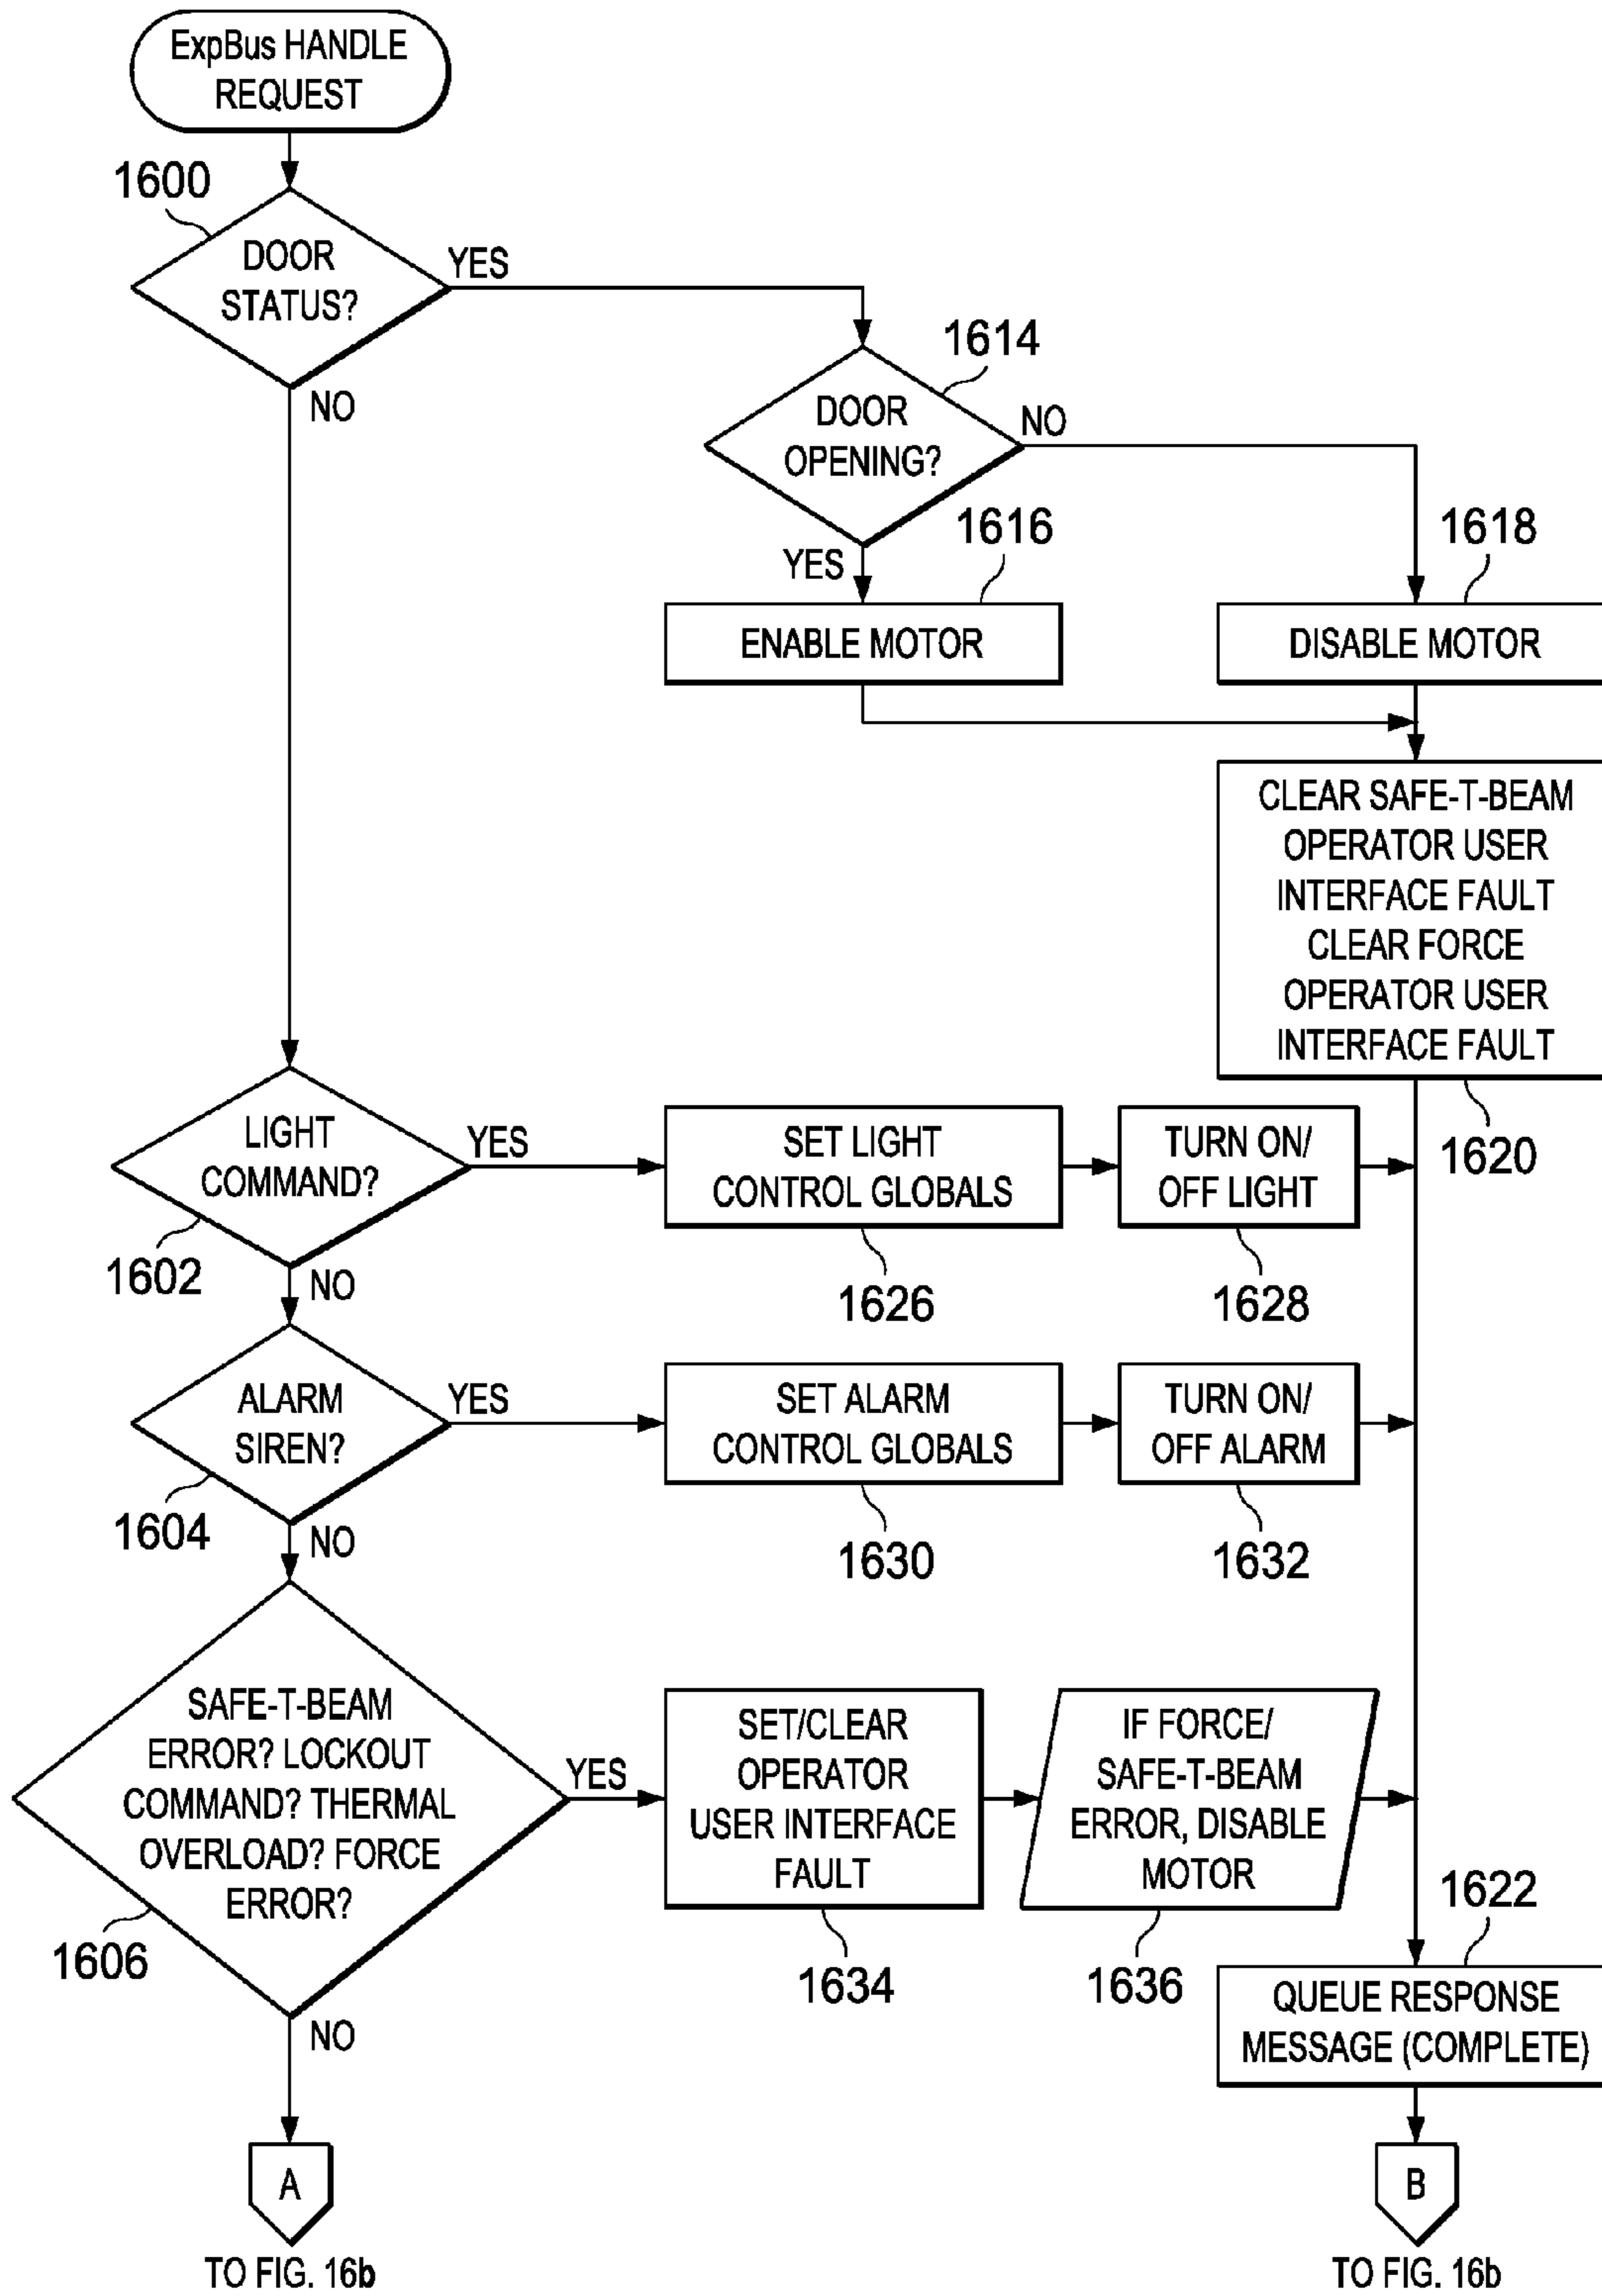 ExpBus HANDLE
REQUEST
1600
DOOR
STATUS?
YES
NO
1614
DOOR
OPENING?
NO
YES
1616
ENABLE MOTOR
1618
DISABLE MOTOR
CLEAR SAFE-T-BEAM
OPERATOR USER
INTERFACE FAULT
CLEAR FORCE
OPERATOR USER
INTERFACE FAULT
1620
LIGHT
COMMAND?
YES
1602
NO
SET LIGHT
CONTROL GLOBALS
1626
TURN ON/
OFF LIGHT
1628
ALARM
SIREN?
YES
1604
NO
SET ALARM
CONTROL GLOBALS
1630
TURN ON/
OFF ALARM
1632
SAFE-T-BEAM
ERROR? LOCKOUT
COMMAND? THERMAL
OVERLOAD? FORCE
ERROR?
YES
1606
NO
SET/CLEAR
OPERATOR
USER INTERFACE
FAULT
1634
IF FORCE/
SAFE-T-BEAM
ERROR, DISABLE
MOTOR
1636
1622
QUEUE RESPONSE
MESSAGE (COMPLETE)
A
TO FIG. 16b
B
TO FIG. 16b